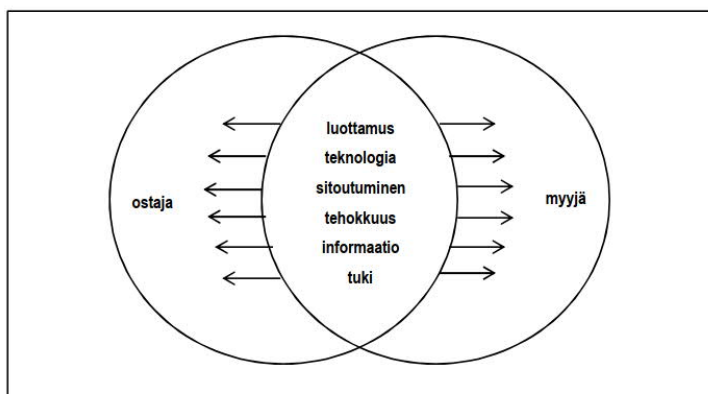 luottamus
teknologia
sitoutuminen
ostaja
myyjä
tehokkuus
informaatio
tuki